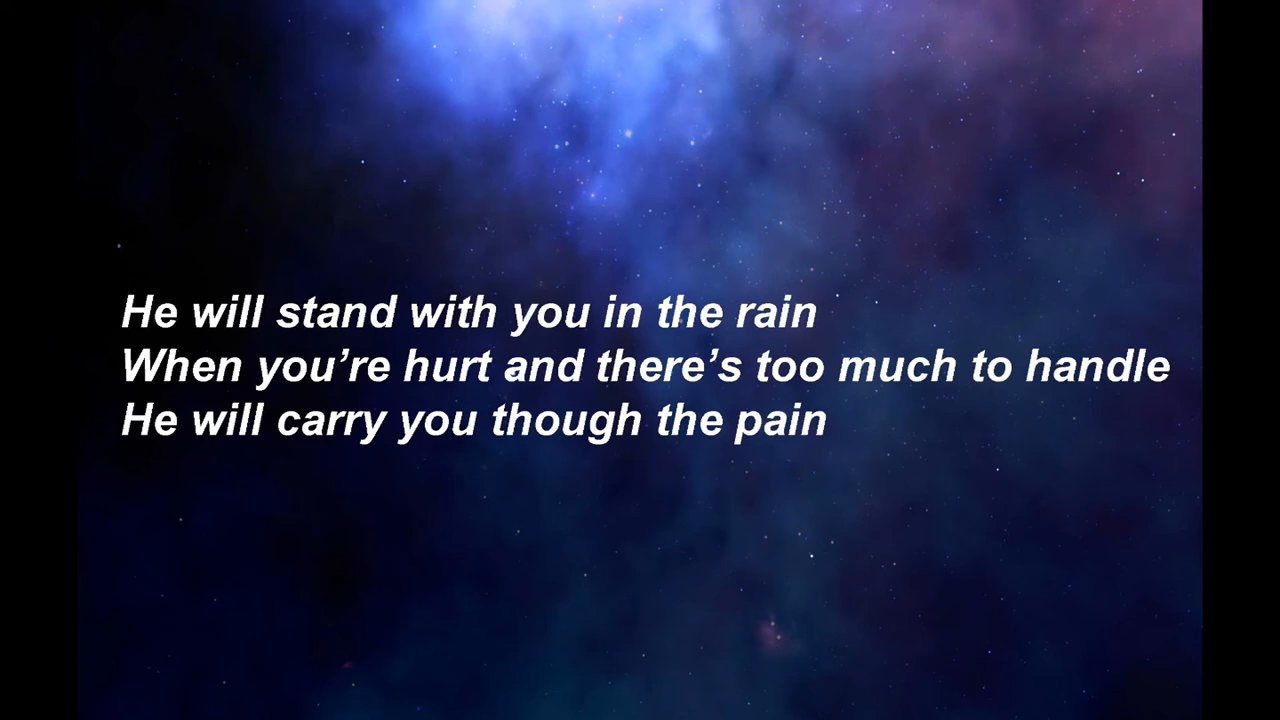 He will stand with you in the rain
When you’re hurt and there’s too much to handle
He will carry you though the pain